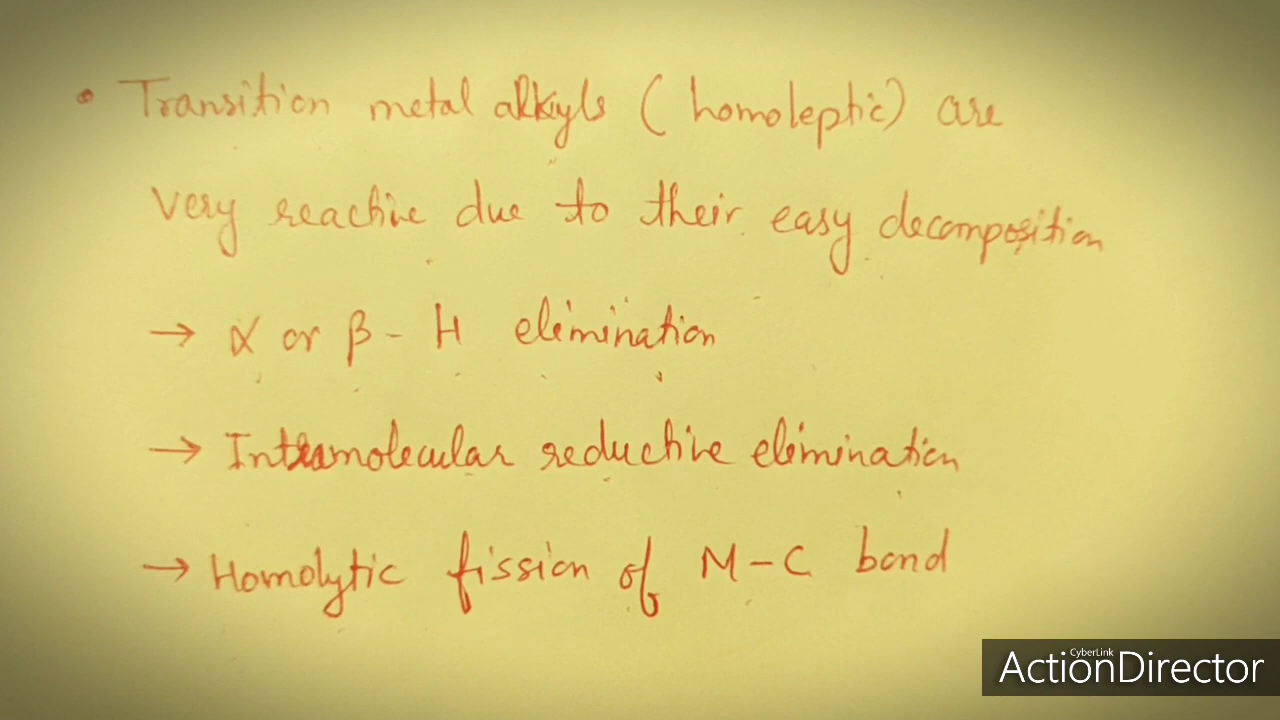 • Transition metal alkyls (homoleptic) are
very reactive due to their easy decomposition
→ α or β - H elimination
→ Intramolecular reductive elimination
→ Homolytic fission of M-C bond
CyberLink
ActionDirector